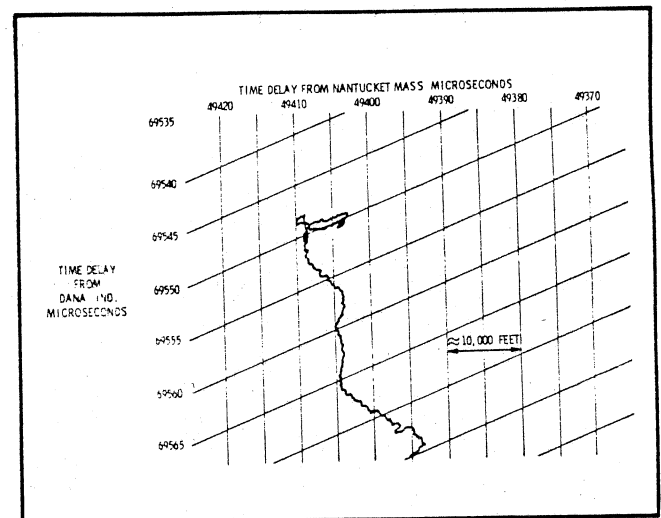 TIME DELAY FROM NANTUCKET MASS MICROSECONDS
49420 49410 49400 49390 49380 49370
69535
69540
69545
69550
69555
69560
69565
TIME DELAY
FROM
DANA IND.
MICROSECONDS
≈10,000 FEET